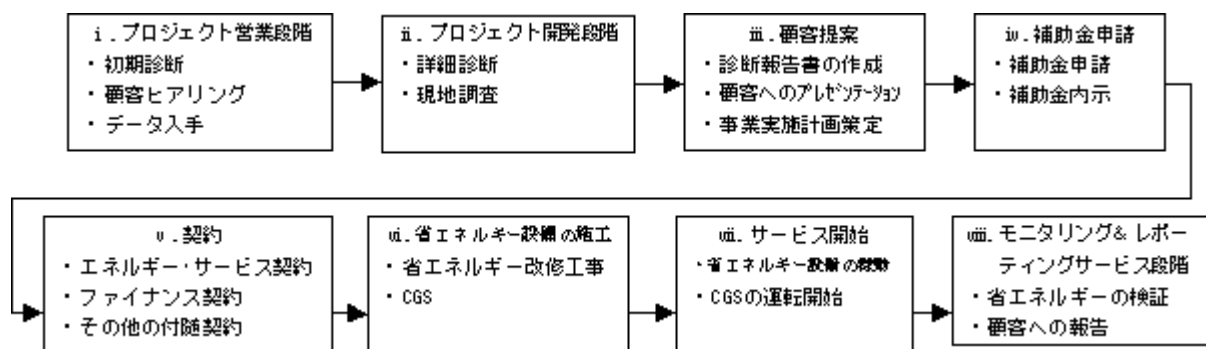 ⅰ.プロジェクト営業段階
・初期診断
・顧客ヒアリング
・データ入手
ⅱ.プロジェクト開発段階
・詳細診断
・現地調査
ⅲ.顧客提案
・診断報告書の作成
・顧客へのプレゼンテーション
・事業実施計画策定
ⅳ.補助金申請
・補助金申請
・補助金内示
ⅴ.契約
・エネルギー・サービス契約
・ファイナンス契約
・その他の付随契約
ⅵ.省エネルギー設備の施工
・省エネルギー改修工事
・CGS
ⅶ.サービス開始
・省エネルギー設備の稼動
・CGSの運転開始
ⅷ.モニタリング&レポー
ティングサービス段階
・省エネルギーの検証
・顧客への報告